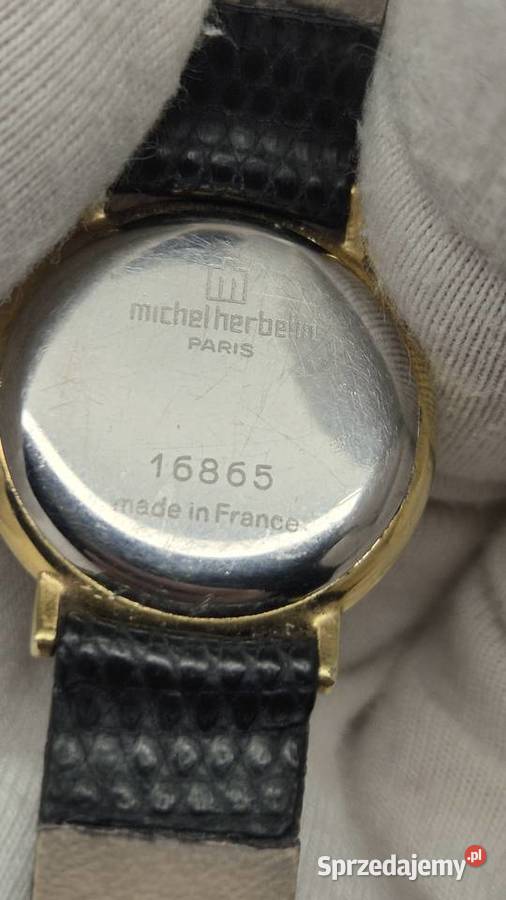 m
michel herbelin
PARIS
16865
made in France
Sprzedajemy.pl